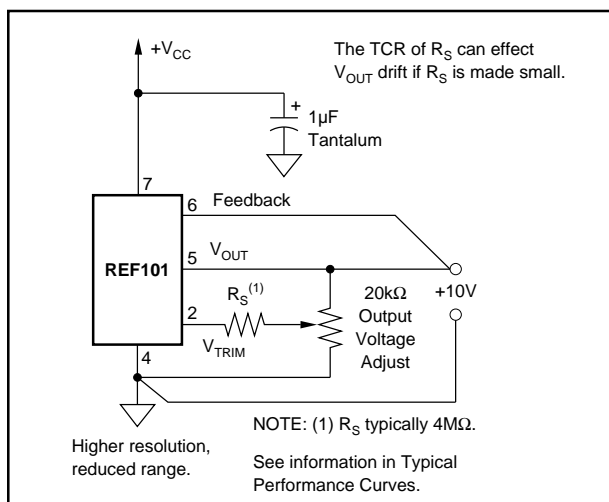 +VCC
The TCR of RS can effect
VOUT drift if RS is made small.
+
1µF
Tantalum
7
6
Feedback
REF101
5
VOUT
RS(1)
20kΩ
+10V
Output
2
Voltage
VTRIM
Adjust
4
NOTE: (1) RS typically 4MΩ.
Higher resolution,
reduced range.
See information in Typical
Performance Curves.